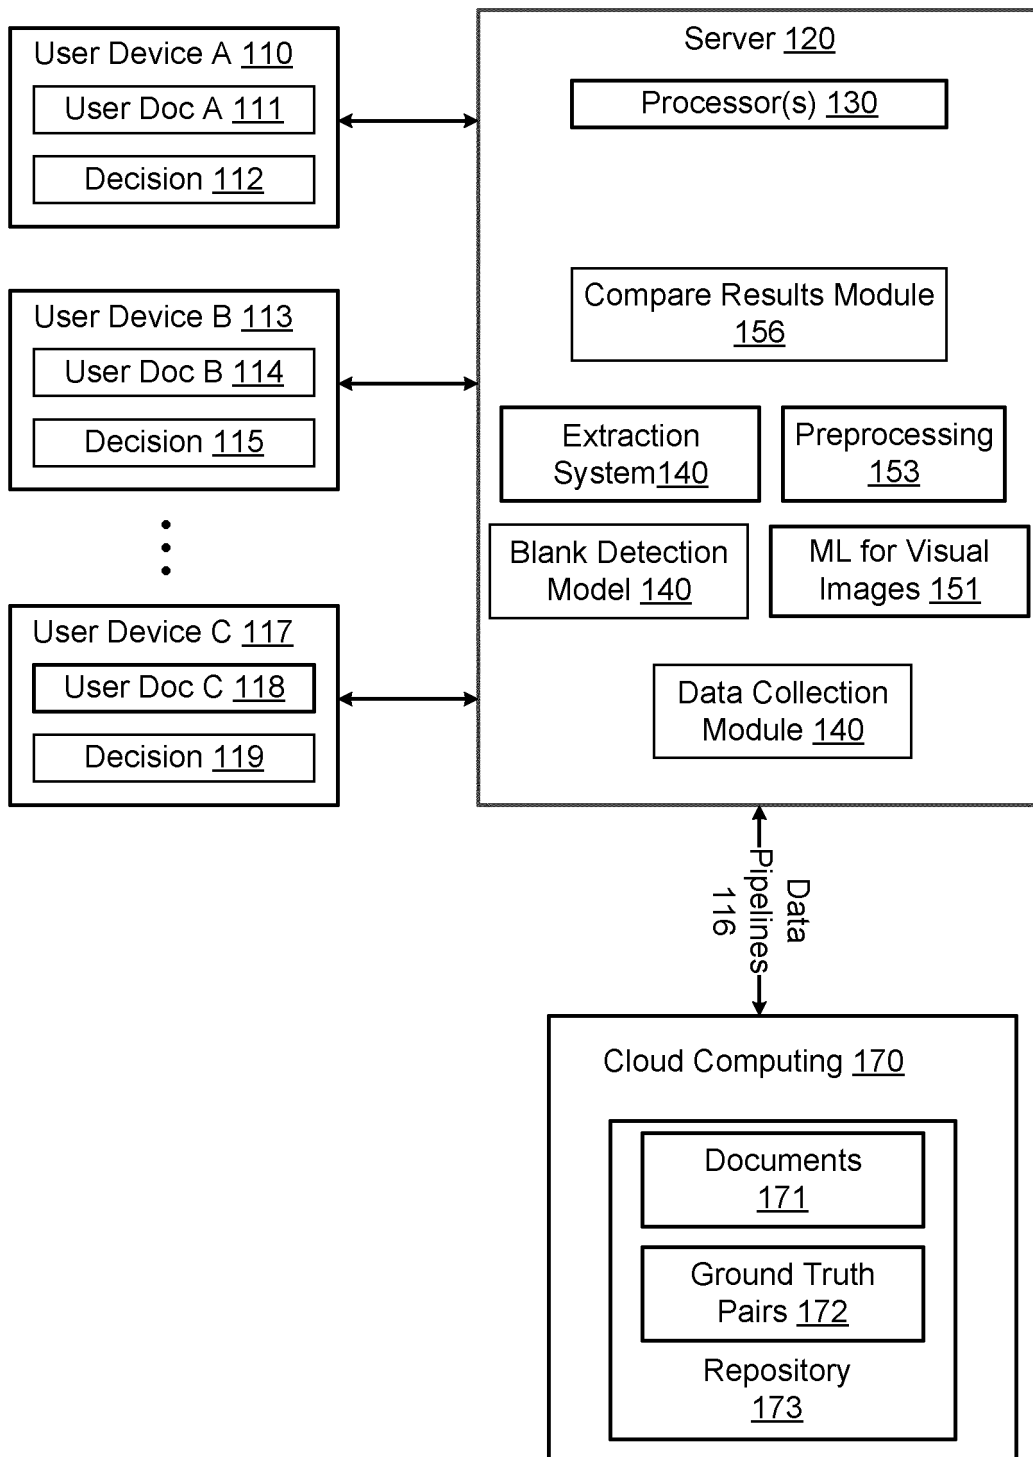 User Device A 110
User Doc A 111
Decision 112
User Device B 113
User Doc B 114
Decision 115
User Device C 117
User Doc C 118
Decision 119
Server 120
Processor(s) 130
Compare Results Module
156
Extraction
System140
Preprocessing
153
Blank Detection
Model 140
ML for Visual
Images 151
Data Collection
Module 140
Data
Pipelines
116
Cloud Computing 170
Documents
171
Ground Truth
Pairs 172
Repository
173